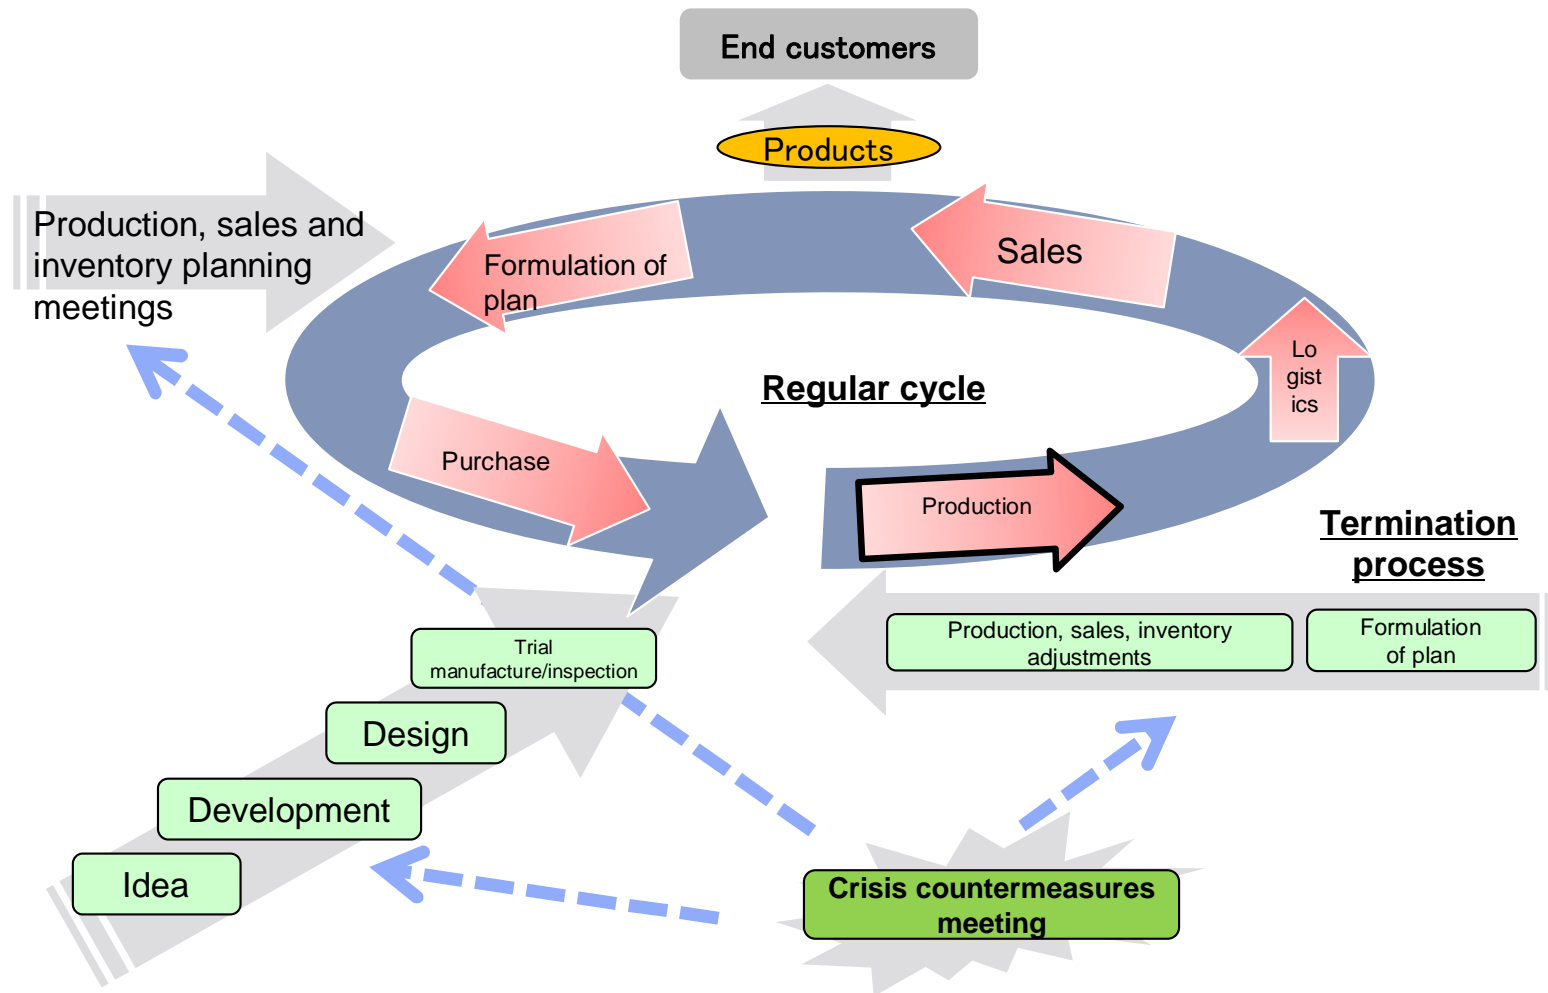 End customers
Products
Production, sales and
inventory planning
meetings
Formulation of
plan
Sales
Lo
gist
ics
Regular cycle
Purchase
Production
Termination
process
Production, sales, inventory
adjustments
Formulation
of plan
Trial
manufacture/inspection
Design
Development
Idea
Crisis countermeasures
meeting